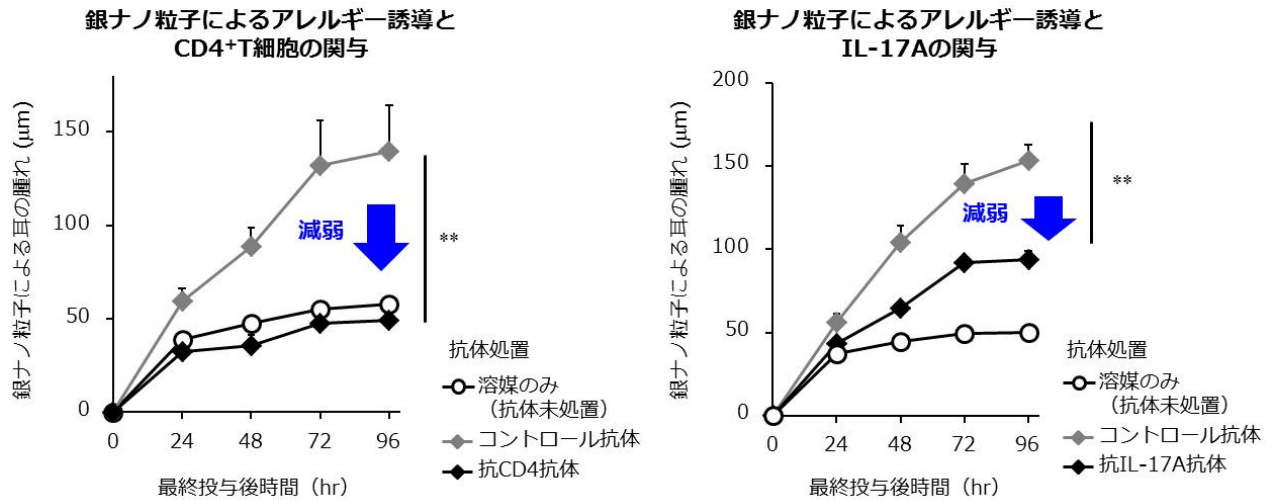 銀ナノ粒子によるアレルギー誘導と
CD4⁺T細胞の関与
銀ナノ粒子による耳の腫れ (μm)
150
100
50
0
減弱
**
0
24
48
72
96
最終投与後時間（hr）
抗体処置
溶媒のみ
（抗体未処置）
コントロール抗体
抗CD4抗体
銀ナノ粒子によるアレルギー誘導と
IL-17Aの関与
銀ナノ粒子による耳の腫れ (μm)
200
150
100
50
0
減弱
**
0
24
48
72
96
最終投与後時間（hr）
抗体処置
溶媒のみ
（抗体未処置）
コントロール抗体
抗IL-17A抗体